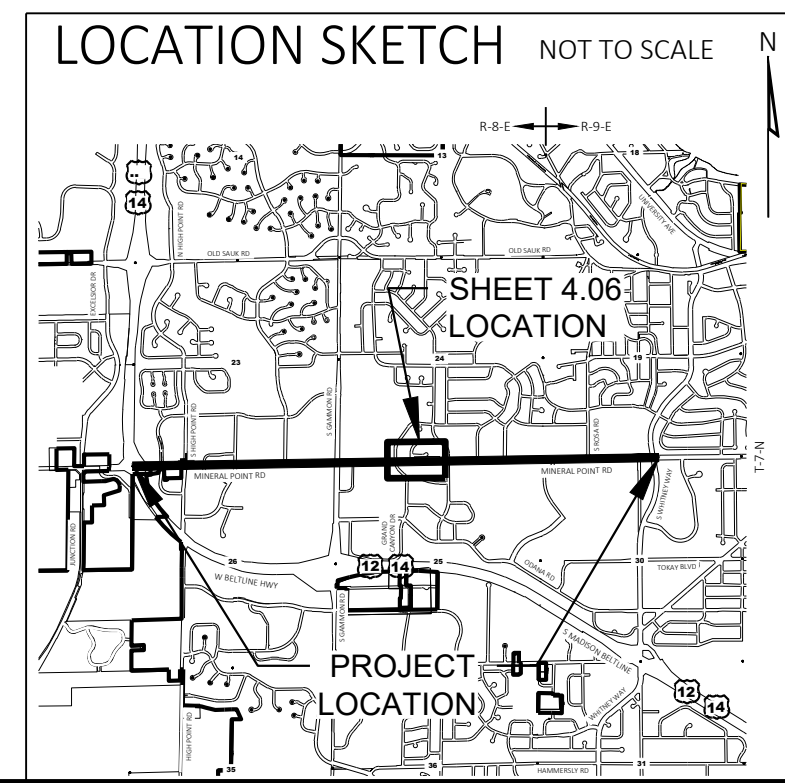 LOCATION SKETCH NOT TO SCALE
N
R-8-E R-9-E
14
13
18
..
14
N HIGH POINT RD
UNIVERSITY AVE
OLD SAUK RD
OLD SAUK RD
EXCELSIOR DR
SHEET 4.06
LOCATION
23
24
19
S GAMMON RD
S HIGH POINT RD
S ROSA RD
MINERAL POINT RD
MINERAL POINT RD
T-7-N
S WHITNEY WAY
JUNCTION RD
GRAND
CANYON DR
ODANA RD
26
12
14
25
30
TOKAY BLVD
W BELTLINE HWY
S GAMMON RD
S MADISON BELTLINE
PROJECT
LOCATION
12
14
WHITNEY WAY
HIGH POINT RD
35
36
31
HAMMERSLY RD